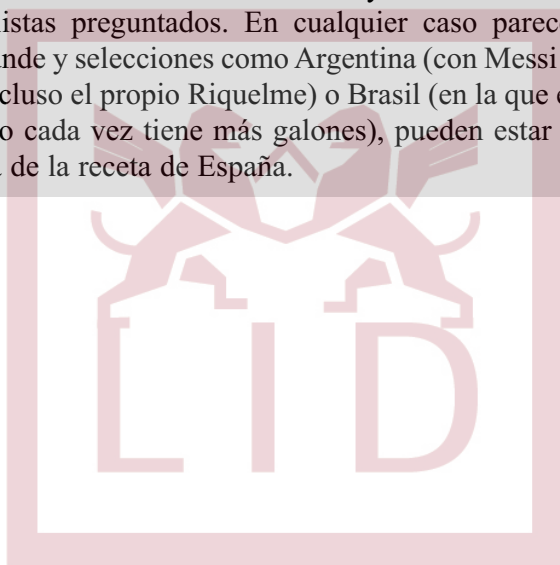 listas preguntados. En cualquier caso parec
nde y selecciones como Argentina (con Messi
cluso el propio Riquelme) o Brasil (en la que
o cada vez tiene más galones), pueden estar
de la receta de España.
LID